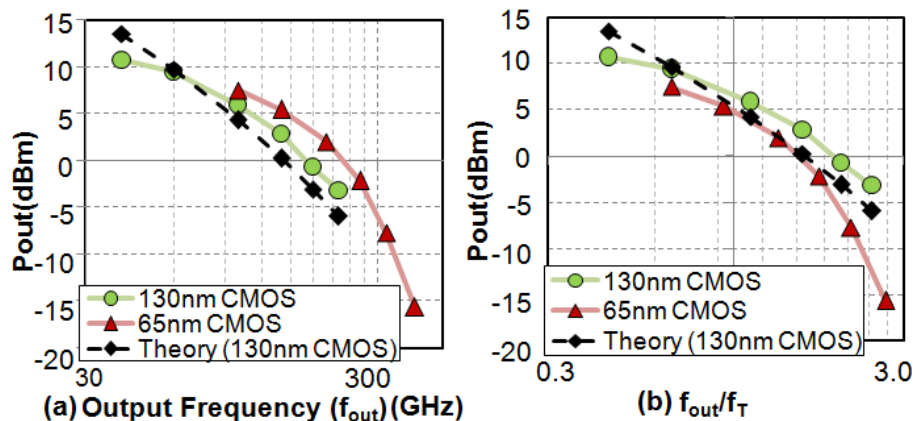 15
10
5
0
-5
-10
-15
-20
Pout(dBm)
130nm CMOS
65nm CMOS
Theory (130nm CMOS)
30
300
(a) Output Frequency (fout)(GHz)
15
10
5
0
-5
-10
-15
-20
Pout(dBm)
130nm CMOS
65nm CMOS
Theory (130nm CMOS)
0.3
3.0
(b) fout/fT